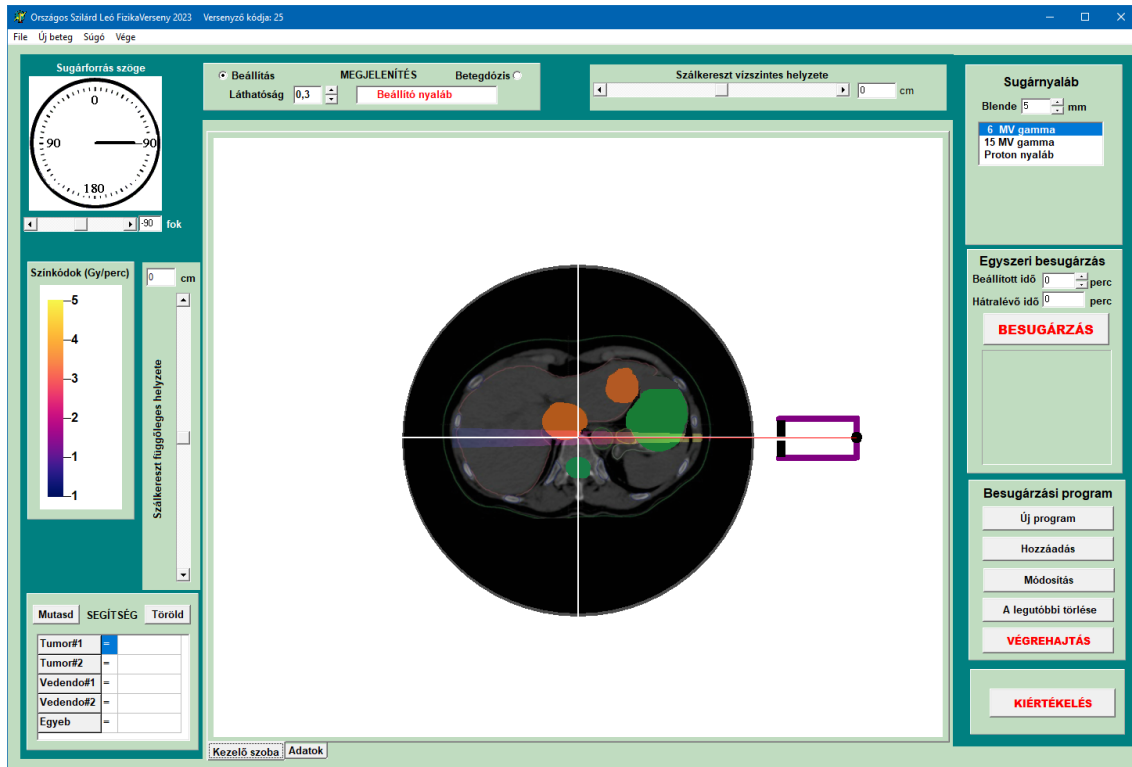 Országos Szilárd Leó FizikaVerseny 2023 Versenyző kódja: 25
File Új beteg Súgó Vége
Sugárforrás szöge
0
-90
90
180
-90 fok
Beállítás MEGJELENÍTÉS Betegdózis
Láthatóság 0,3 Beállító nyaláb
Szálkereszt vizszintes helyzete
0 cm
Sugárnyaláb
Blende 5 mm
6 MV gamma
15 MV gamma
Proton nyaláb
Szinkódok (Gy/perc)
5
4
3
2
1
1
0 cm
Szálkereszt függőleges helyzete
Egyszeri besugárzás
Beállított idő 0 perc
Hátralévő idő 0 perc
BESUGÁRZÁS
Besugárzási program
Új program
Hozzáadás
Módosítás
A legutóbbi törlése
VÉGREHAJTÁS
KIÉRTÉKELÉS
Mutasd SEGÍTSÉG Töröld
Tumor#1 =
Tumor#2 =
Vedendo#1 =
Vedendo#2 =
Egyeb =
Kezelő szoba Adatok